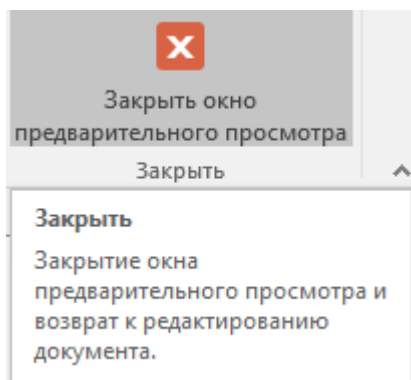 Закрыть окно
предварительного просмотра
Закрыть
Закрыть
Закрытие окна
предварительного просмотра и
возврат к редактированию
документа.